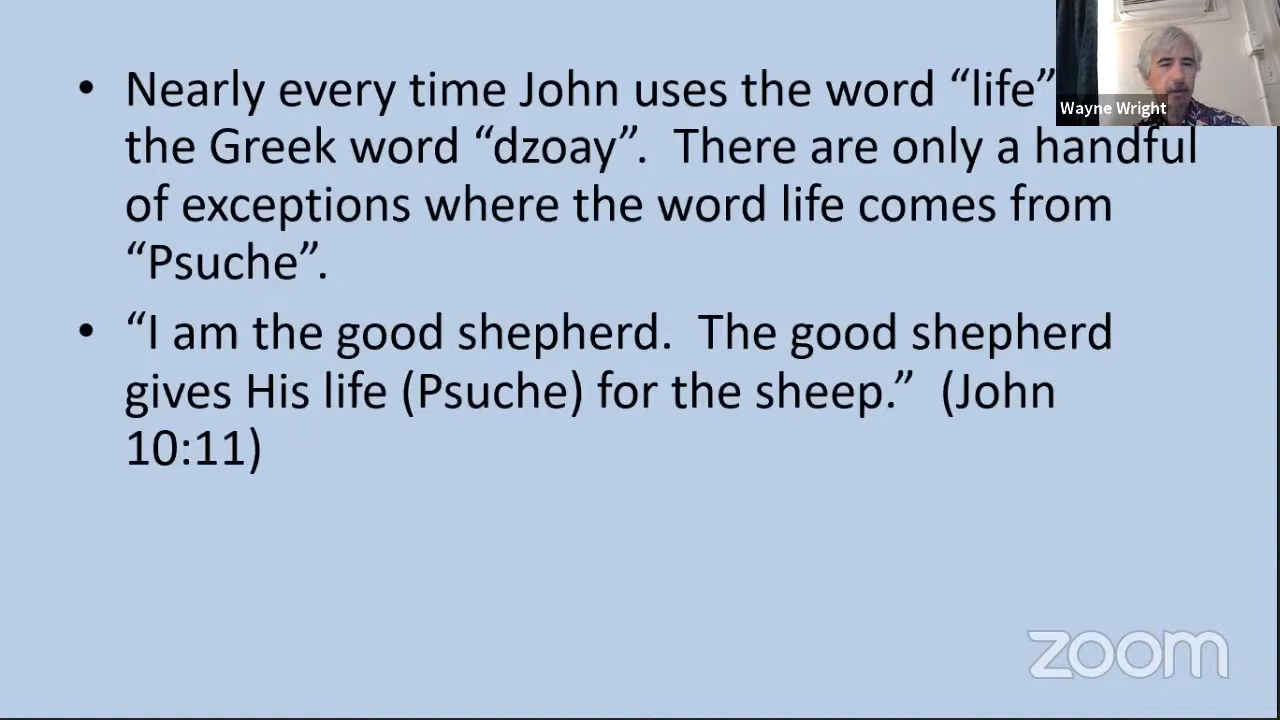 • Nearly every time John uses the word “life”
the Greek word “dzoay”.  There are only a handful
of exceptions where the word life comes from
“Psuche”.
• “I am the good shepherd.  The good shepherd
gives His life (Psuche) for the sheep.”  (John
10:11)
Wayne Wright
zoom